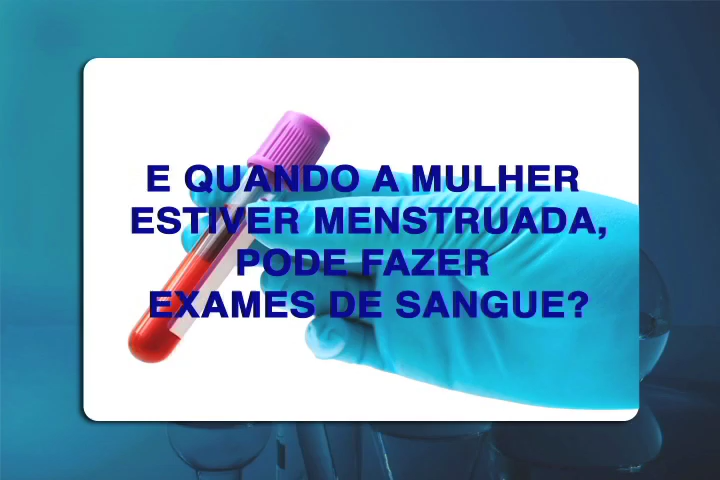 E QUANDO A MULHER
ESTIVER MENSTRUADA,
PODE FAZER
EXAMES DE SANGUE?